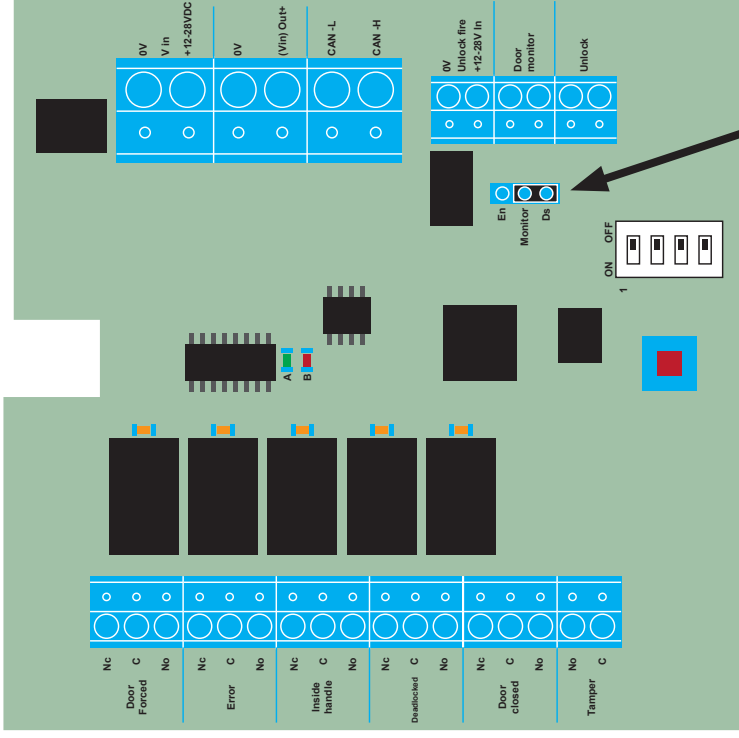 0V
V in
+12-28VDC
0V
(Vin) Out+
CAN -L
CAN -H
0V
Unlock fire
+12-28V In
Door
monitor
Unlock
En
Monitor
Ds
ON OFF
1
A
B
Nc
C
No
Nc
C
No
Nc
C
No
Nc
C
No
Nc
C
No
No
C
Door
Forced
Error
Inside
handle
Deadlocked
Door
closed
Tamper